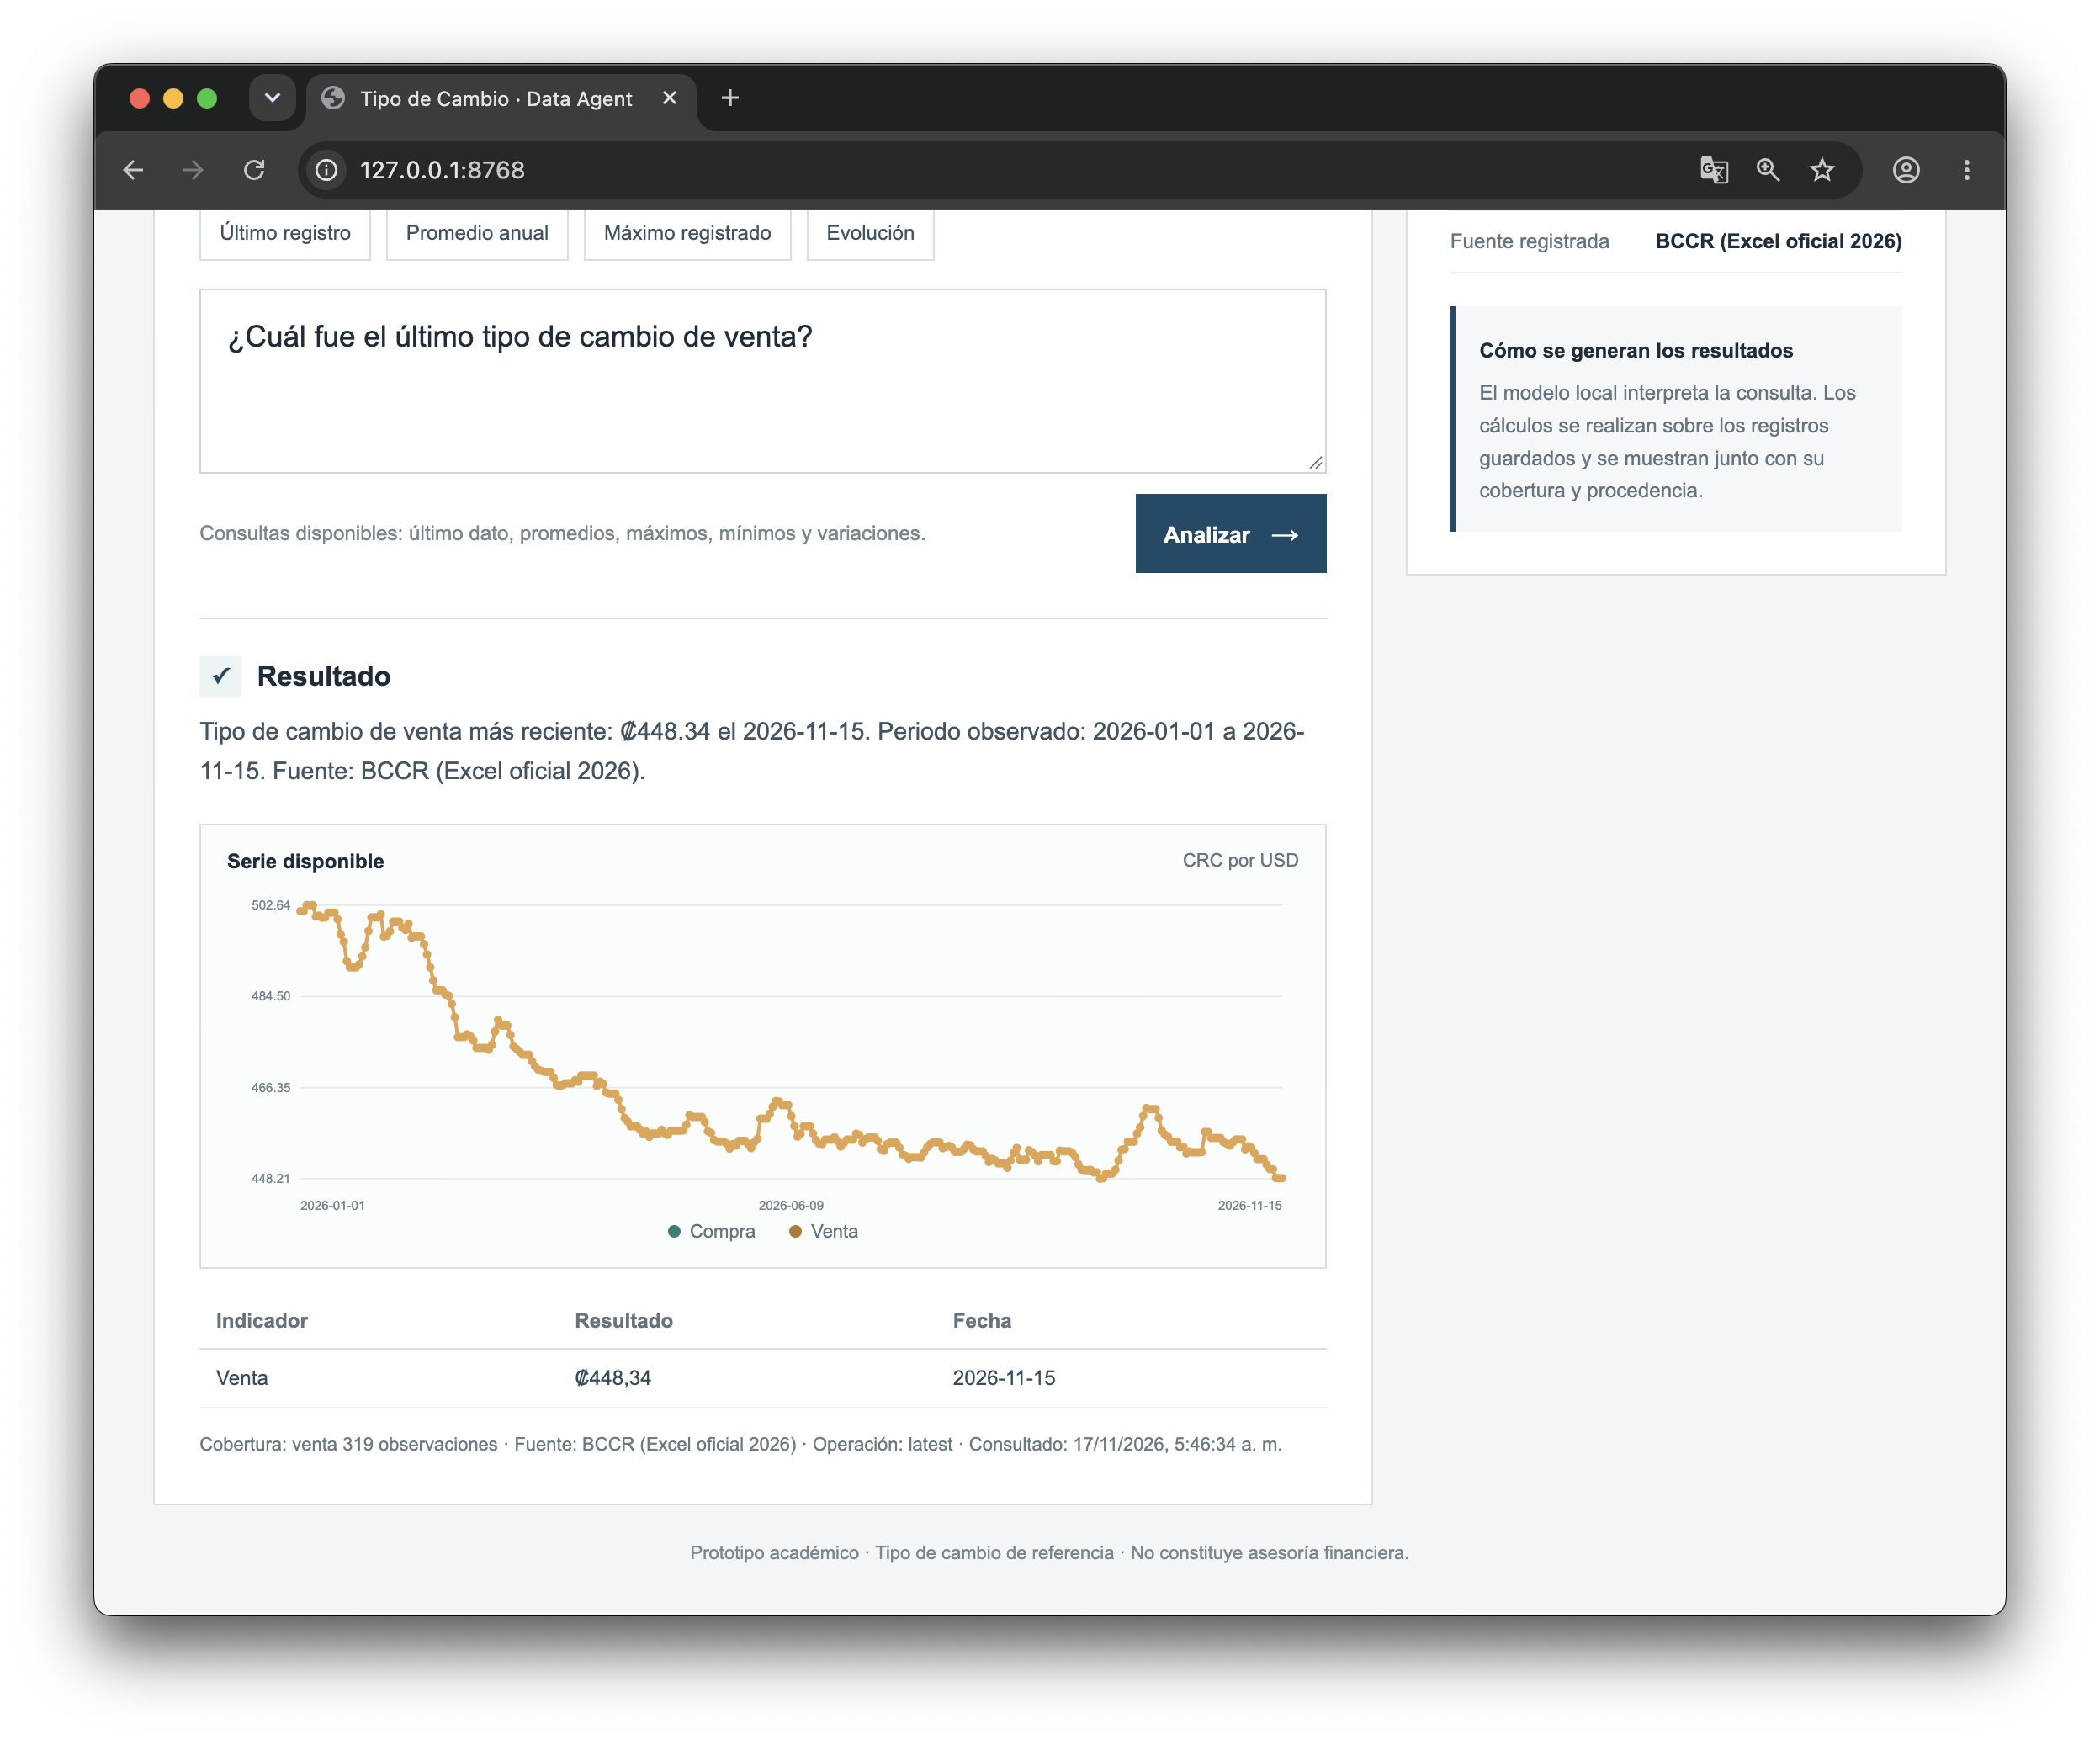 Tipo de Cambio · Data Agent
127.0.0.1:8768
Último registro
Promedio anual
Máximo registrado
Evolución
¿Cuál fue el último tipo de cambio de venta?
Consultas disponibles: último dato, promedios, máximos, mínimos y variaciones.
Analizar →
Resultado
Tipo de cambio de venta más reciente: ₡448.34 el 2026-11-15. Periodo observado: 2026-01-01 a 2026-
11-15. Fuente: BCCR (Excel oficial 2026).
Serie disponible
CRC por USD
502.64
484.50
466.35
448.21
2026-01-01
2026-06-09
2026-11-15
Compra
Venta
Indicador Resultado Fecha
Venta ₡448,34 2026-11-15
Cobertura: venta 319 observaciones · Fuente: BCCR (Excel oficial 2026) · Operación: latest · Consultado: 17/11/2026, 5:46:34 a. m.
Fuente registrada BCCR (Excel oficial 2026)
Cómo se generan los resultados
El modelo local interpreta la consulta. Los
cálculos se realizan sobre los registros
guardados y se muestran junto con su
cobertura y procedencia.
Prototipo académico · Tipo de cambio de referencia · No constituye asesoría financiera.